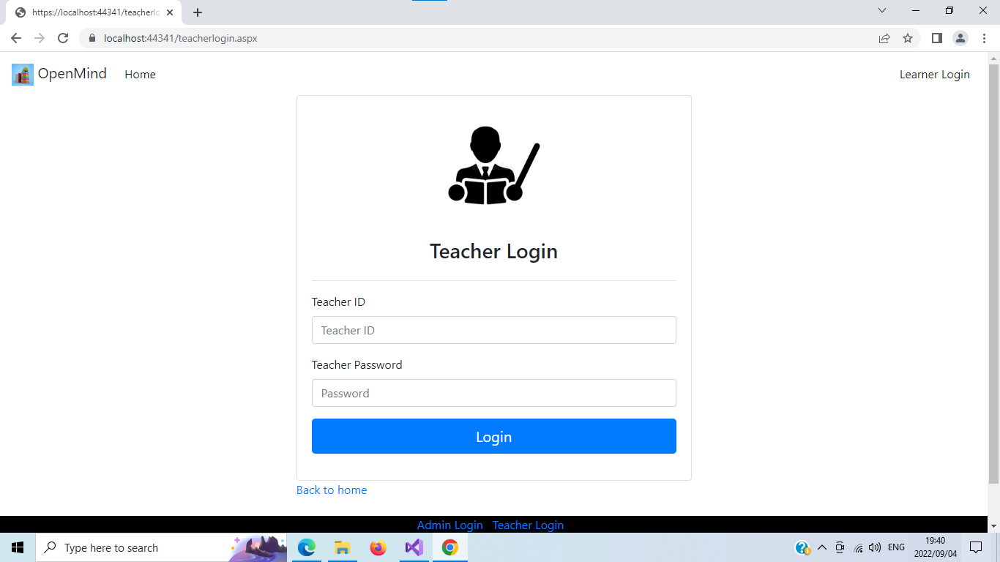 https://localhost:44341/teacherlo
localhost:44341/teacherlogin.aspx
OpenMind Home Learner Login
Teacher Login
Teacher ID
Teacher ID
Teacher Password
Password
Login
Back to home
Admin Login Teacher Login
Type here to search
ENG
19:40
2022/09/04